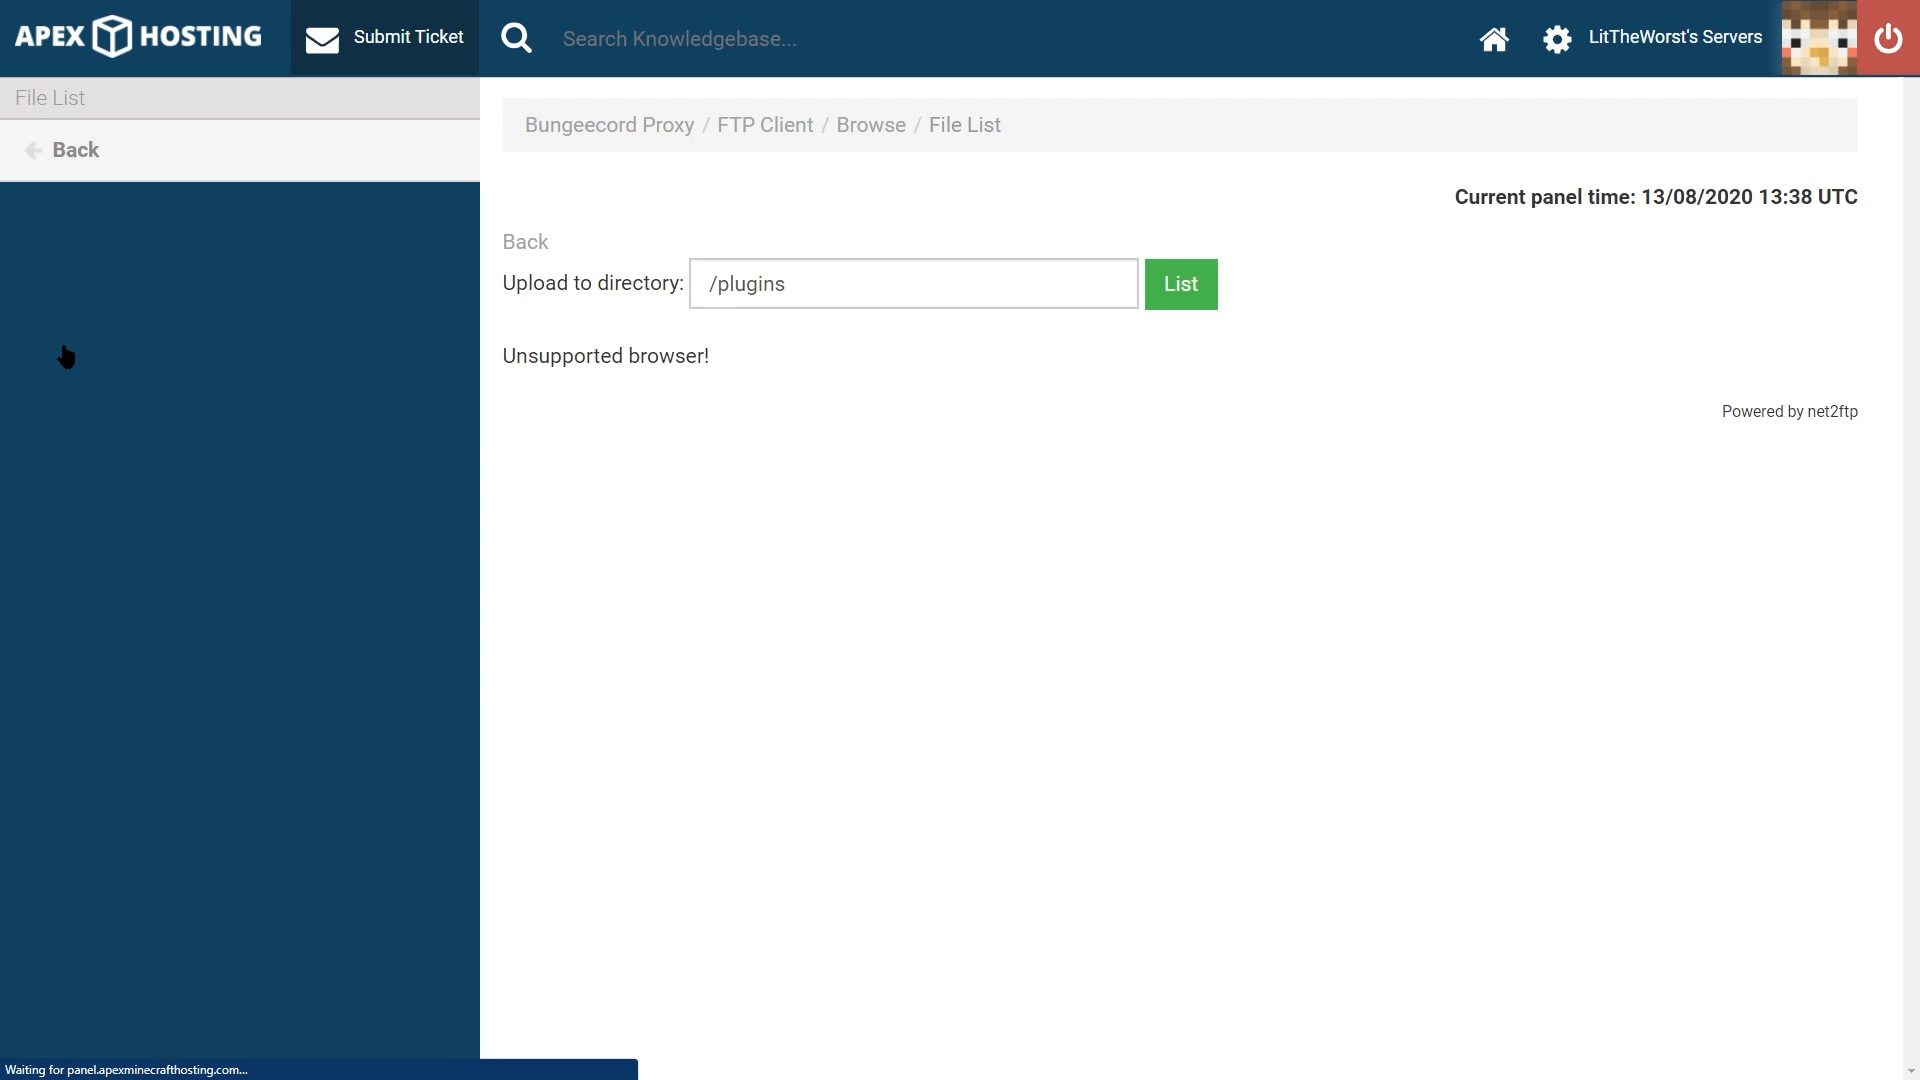 APEX HOSTING
Submit Ticket
Search Knowledgebase...
LitTheWorst's Servers
File List
Back
Bungeecord Proxy / FTP Client / Browse / File List
Current panel time: 13/08/2020 13:38 UTC
Back
Upload to directory: /plugins List
Unsupported browser!
Powered by net2ftp
Waiting for panel.apexminecrafthosting.com...